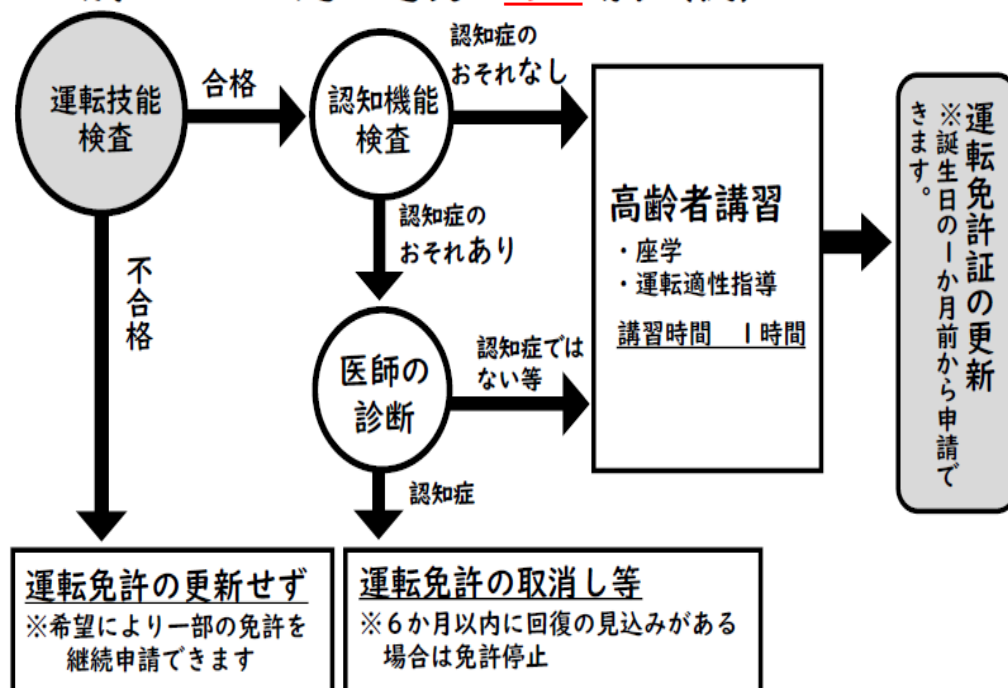 運転技能
検査
合格
認知機能
検査
認知症の
おそれなし
認知症の
おそれあり
不合格
医師の
診断
認知症では
ない等
認知症
高齢者講習
・座学
・運転適性指導
講習時間　1時間
運転免許証の更新
※誕生日の1か月前から申請で
きます。
運転免許の更新せず
※希望により一部の免許を
継続申請できます
運転免許の取消し等
※6か月以内に回復の見込みがある
場合は免許停止